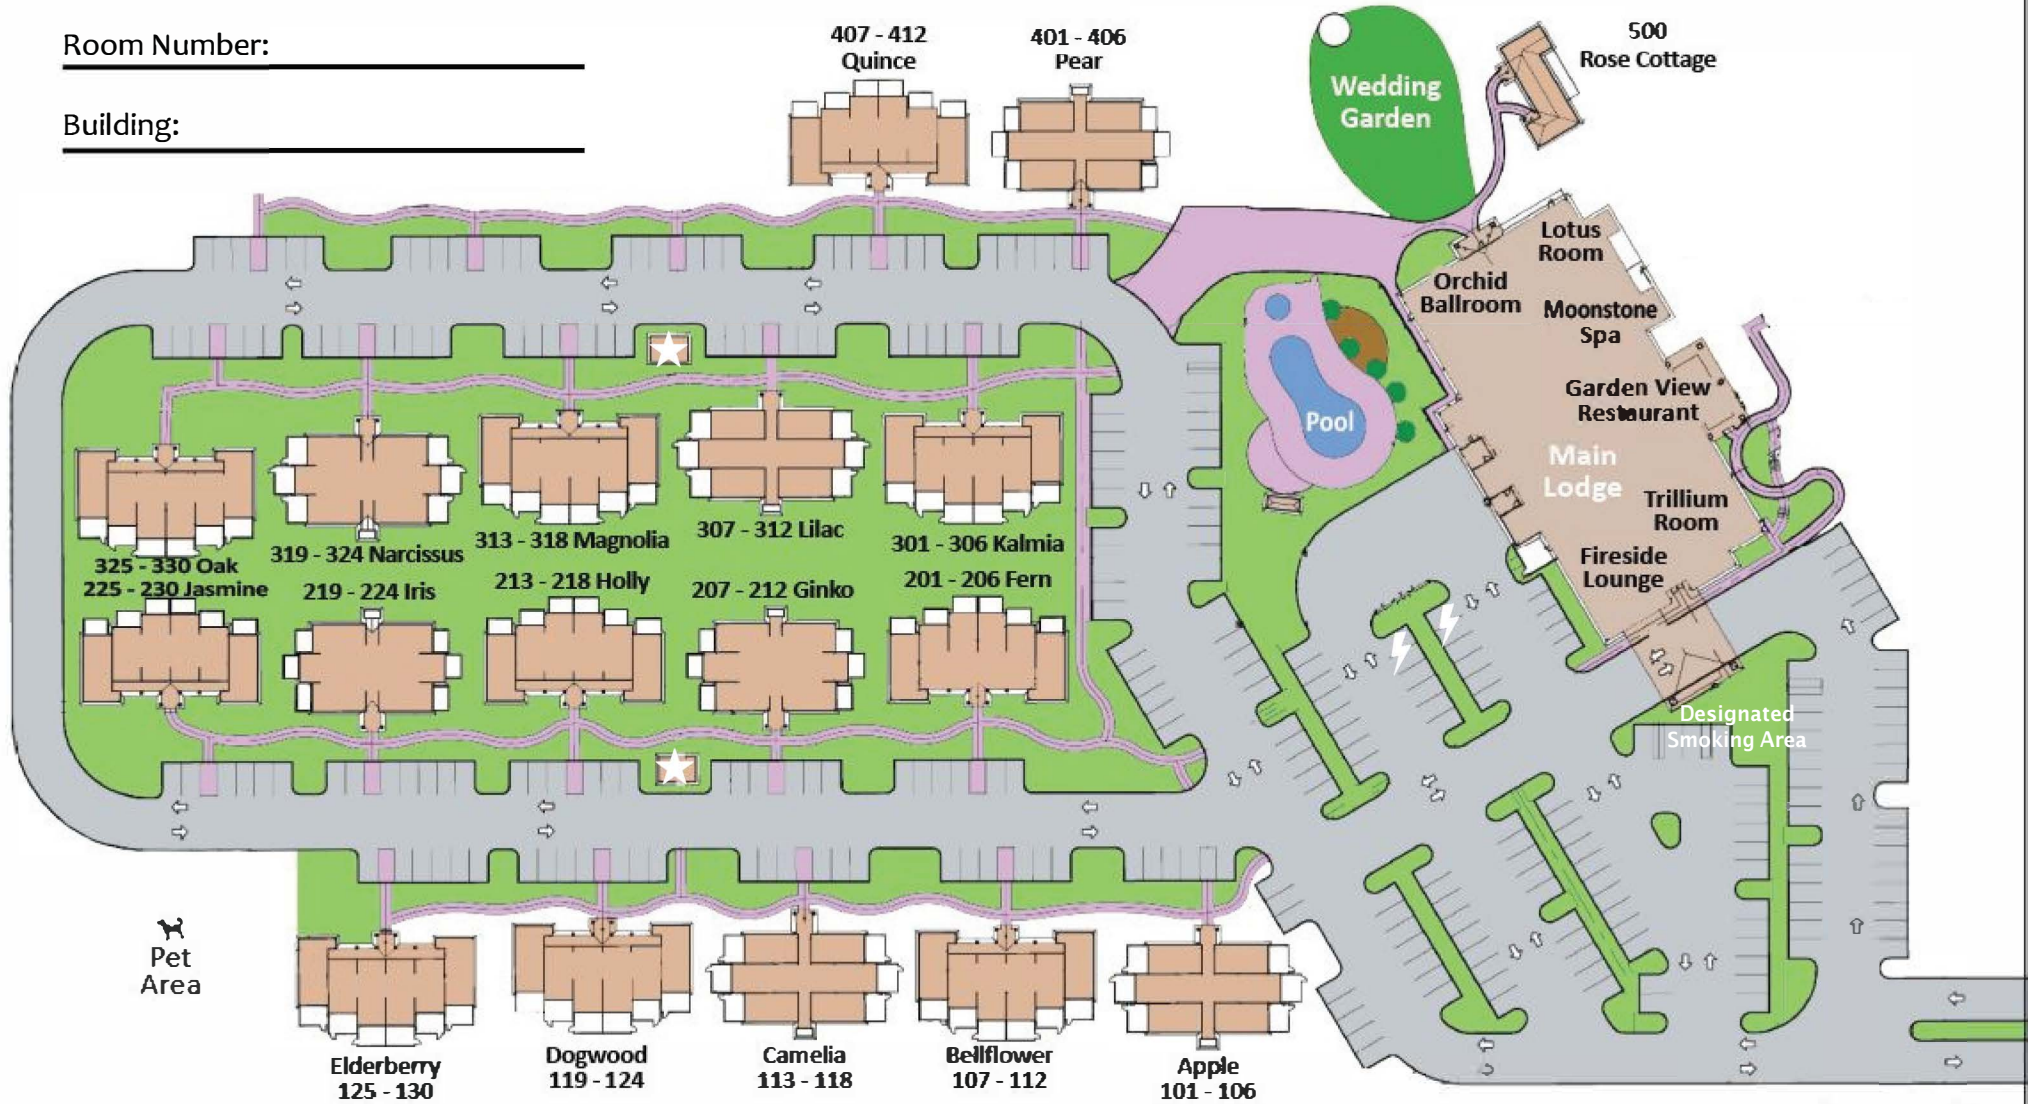 Room Number:
Building:
407 - 412
Quince
401 - 406
Pear
Wedding
Garden
500
Rose Cottage
Lotus
Room
Orchid
Ballroom
Moonstone
Spa
Garden View
Restaurant
Pool
Main
Lodge
Trillium
Room
Fireside
Lounge
325 - 330 Oak
319 - 324 Narcissus
313 - 318 Magnolia
307 - 312 Lilac
301 - 306 Kalmia
225 - 230 Jasmine
219 - 224 Iris
213 - 218 Holly
207 - 212 Ginko
201 - 206 Fern
Designated
Smoking Area
Pet
Area
Elderberry
125 - 130
Dogwood
119 - 124
Camelia
113 - 118
Bellflower
107 - 112
Apple
101 - 106